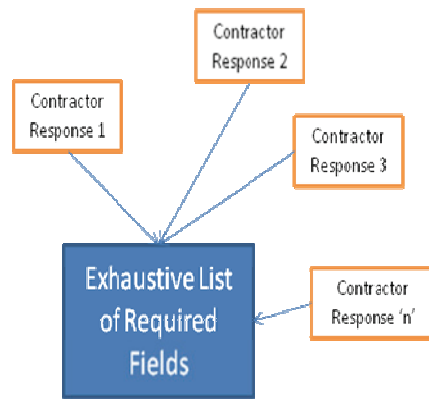 Contractor
Response 2
Contractor
Response 1
Contractor
Response 3
Exhaustive List
of Required
Fields
Contractor
Response ‘n’